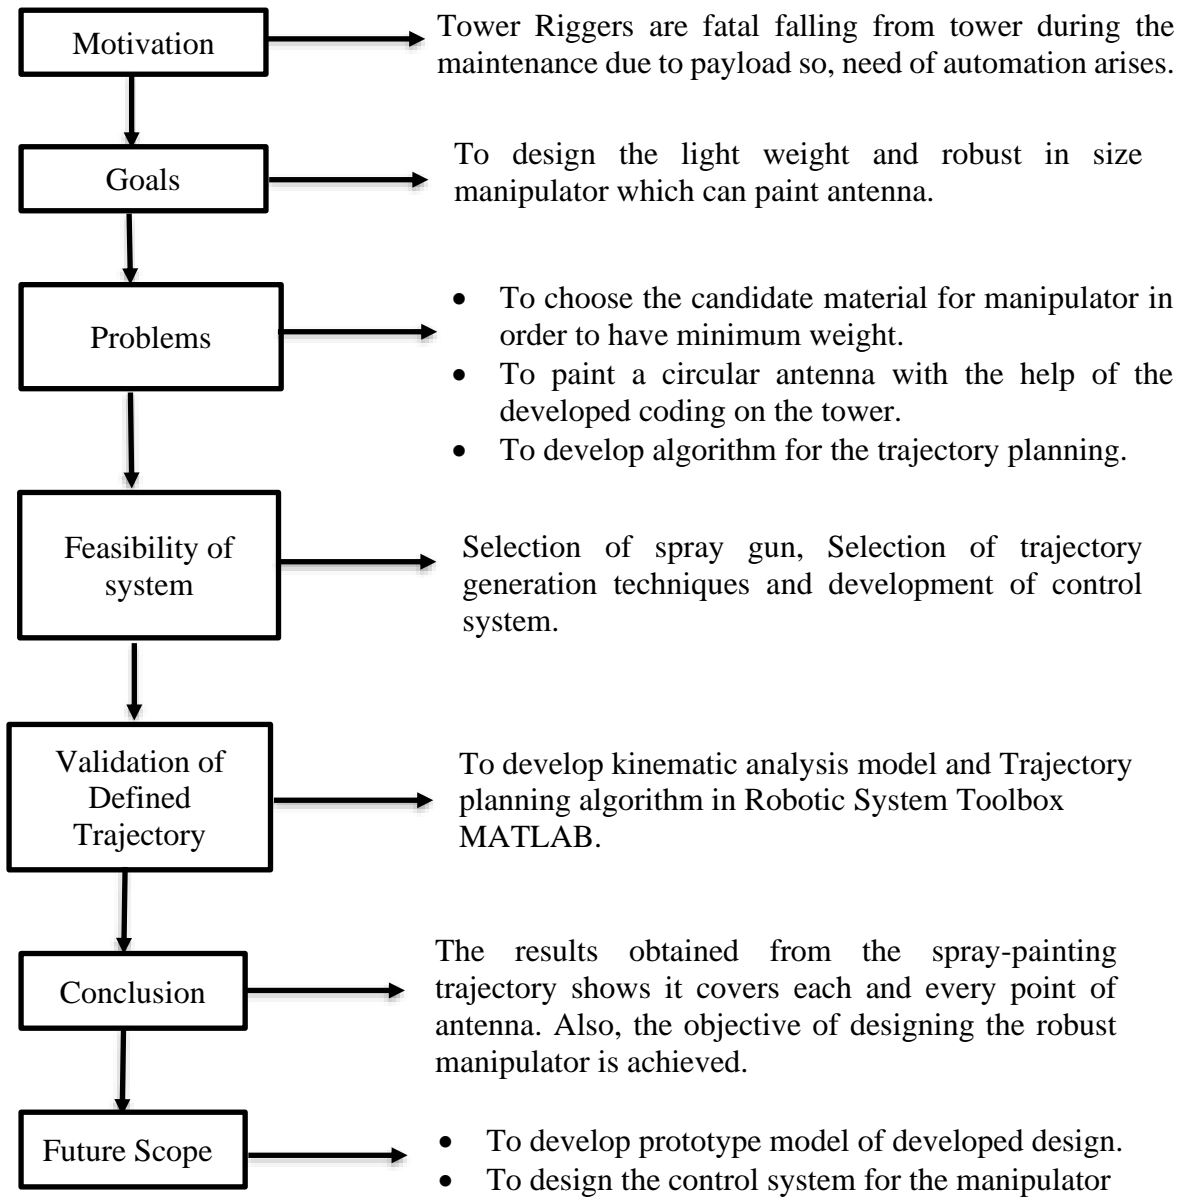 Motivation
Tower Riggers are fatal falling from tower during the
maintenance due to payload so, need of automation arises.
Goals
To design the light weight and robust in size
manipulator which can paint antenna.
Problems
• To choose the candidate material for manipulator in
order to have minimum weight.
• To paint a circular antenna with the help of the
developed coding on the tower.
• To develop algorithm for the trajectory planning.
Feasibility of
system
Selection of spray gun, Selection of trajectory
generation techniques and development of control
system.
Validation of
Defined
Trajectory
To develop kinematic analysis model and Trajectory
planning algorithm in Robotic System Toolbox
MATLAB.
Conclusion
The results obtained from the spray-painting
trajectory shows it covers each and every point of
antenna. Also, the objective of designing the robust
manipulator is achieved.
Future Scope
• To develop prototype model of developed design.
• To design the control system for the manipulator